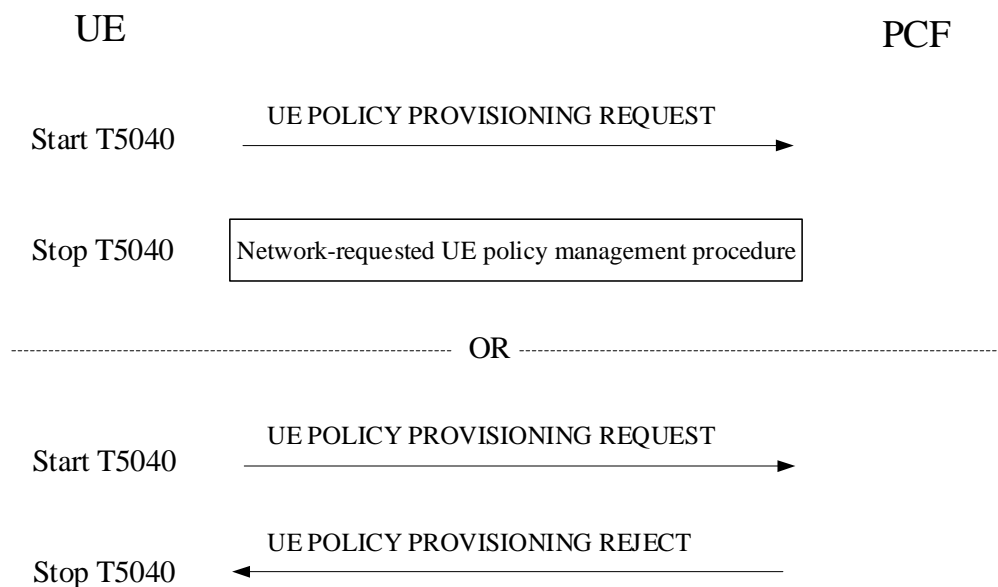 UE
PCF
UE POLICY PROVISIONING REQUEST
Start T5040
Stop T5040
Network-requested UE policy management procedure
OR
UE POLICY PROVISIONING REQUEST
Start T5040
UE POLICY PROVISIONING REJECT
Stop T5040